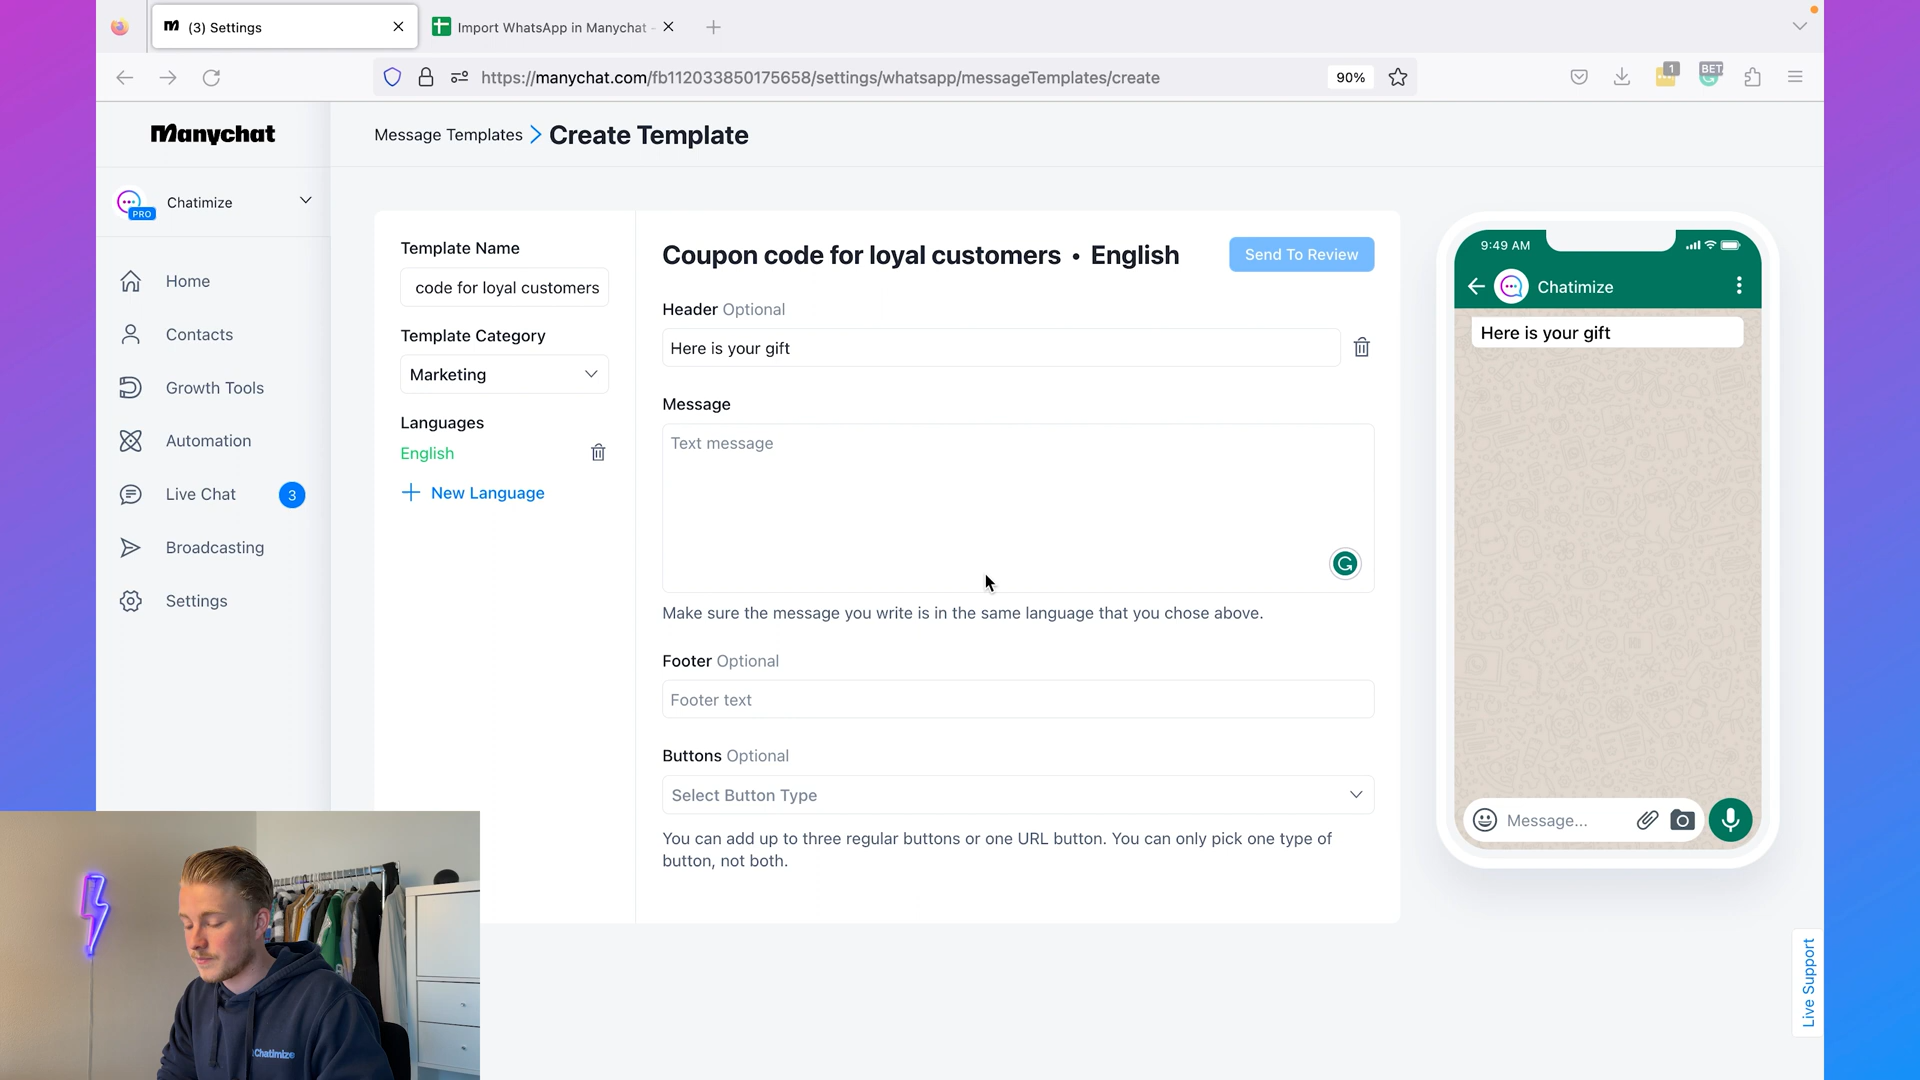 (3) Settings
Import WhatsApp in Manychat -
https://manychat.com/fb112033850175658/settings/whatsapp/messageTemplates/create
90%
1
BET
Manychat
Message Templates
Create Template
PRO
Chatimize
Home
Contacts
Growth Tools
Automation
Live Chat
3
Broadcasting
Settings
Template Name
code for loyal customers
Template Category
Marketing
Languages
English
New Language
Coupon code for loyal customers • English
Send To Review
Header Optional
Here is your gift
Message
Text message
Make sure the message you write is in the same language that you chose above.
Footer Optional
Footer text
Buttons Optional
Select Button Type
You can add up to three regular buttons or one URL button. You can only pick one type of
button, not both.
9:49 AM
Chatimize
Here is your gift
Message...
Live Support
Chatimize